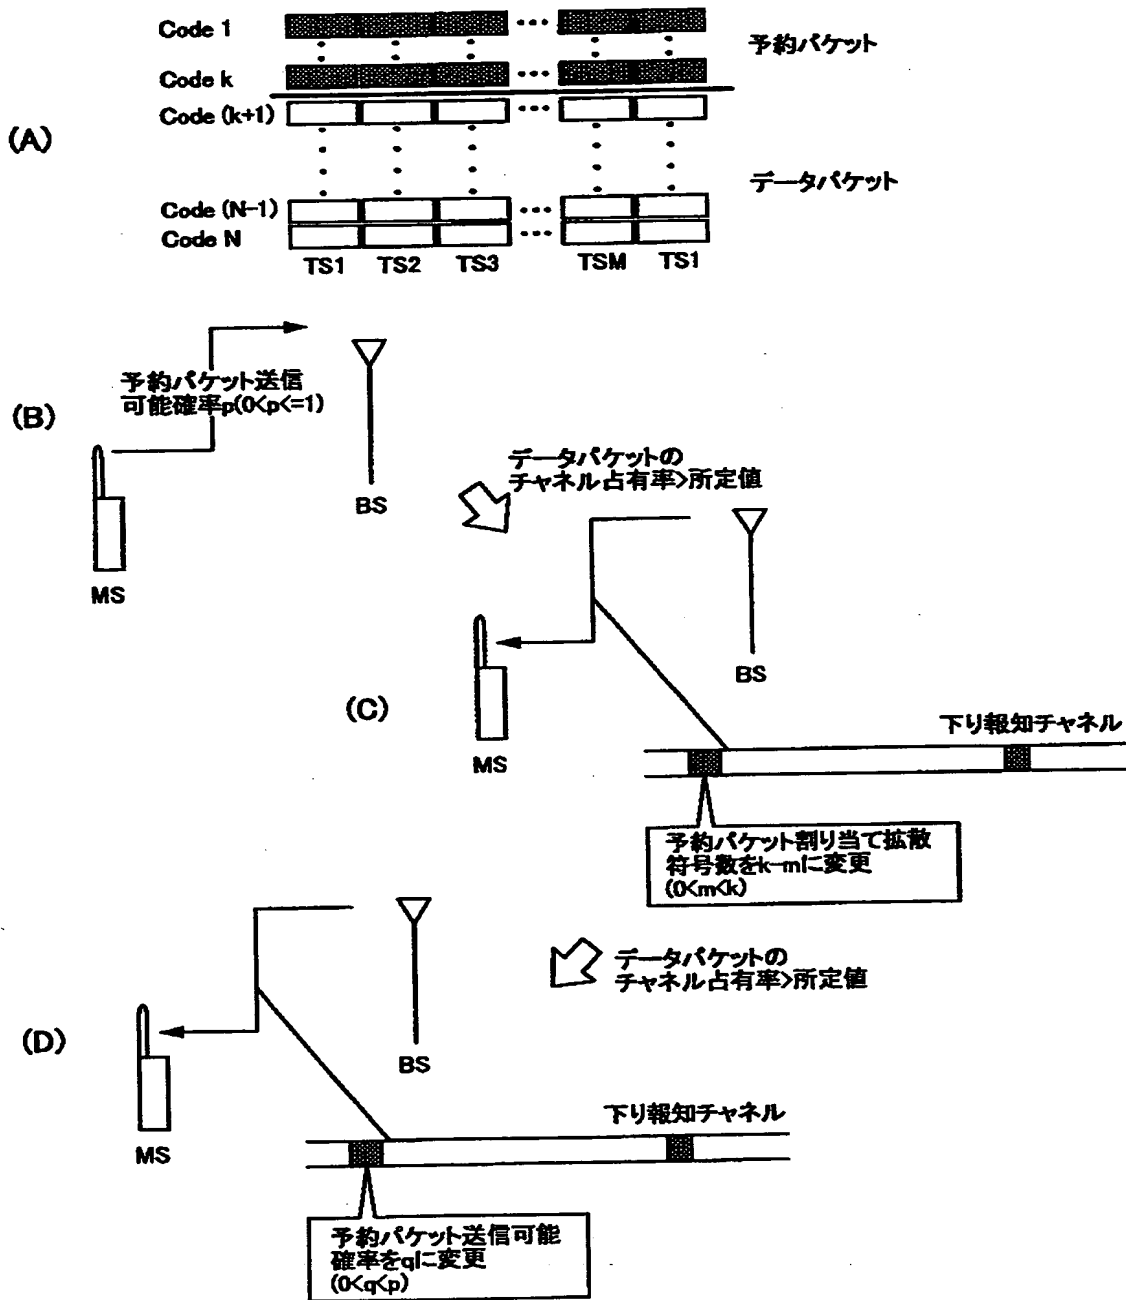 (A)
Code 1
Code k
予約パケット
Code (k+1)
Code (N-1)
Code N
データパケット
TS1 TS2 TS3 TSM TS1
(B)
予約パケット送信
可能確率p(0<p<=1)
MS
BS
データパケットの
チャネル占有率>所定値
(C)
MS
BS
下り報知チャネル
予約パケット割り当て拡散
符号数をk-mに変更
(0<m<k)
データパケットの
チャネル占有率>所定値
(D)
MS
BS
下り報知チャネル
予約パケット送信可能
確率をqに変更
(0<q<p)